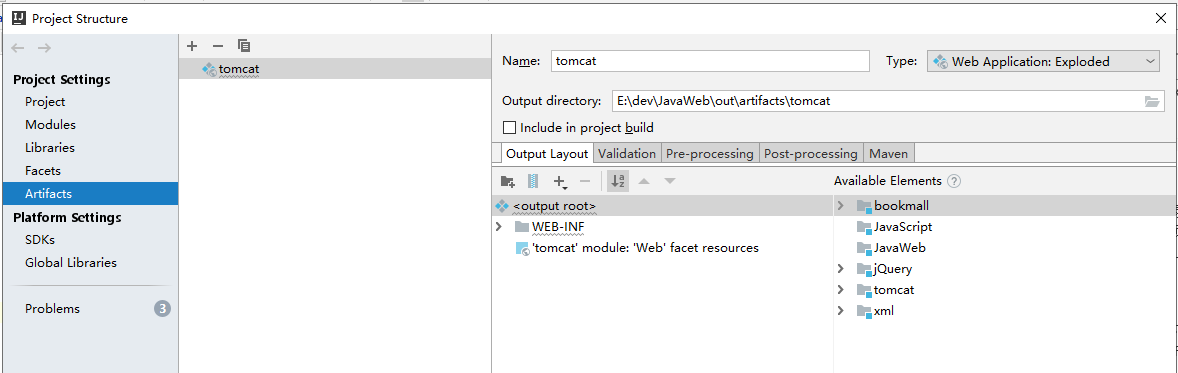 Project Structure
Project Settings
Project
Modules
Libraries
Facets
Artifacts
Platform Settings
SDKs
Global Libraries
Problems 3
tomcat
Name: tomcat Type: Web Application: Exploded
Output directory: E:\dev\JavaWeb\out\artifacts\tomcat
Include in project build
Output Layout Validation Pre-processing Post-processing Maven
Available Elements ?
<output root>
WEB-INF
'tomcat' module: 'Web' facet resources
bookmall
JavaScript
JavaWeb
jQuery
tomcat
xml